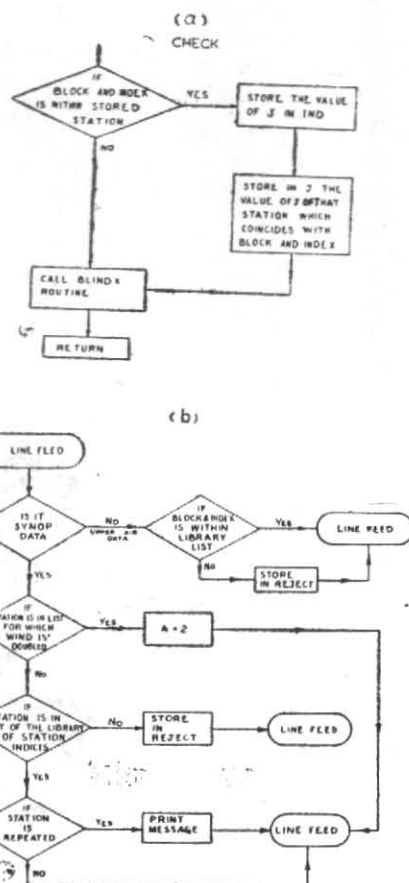 (a)
CHECK
IF
BLOCK AND INDEX
IS WITHIN STORED
STATION
YES
STORE THE VALUE
OF J IN IND
NO
STORE IN J THE
VALUE OF J OF THAT
STATION WHICH
COINCIDES WITH
BLOCK AND INDEX
CALL BLINDX
ROUTINE
RETURN
(b)
LINE FEED
IS IT
SYNOP
DATA
NO
UPPER AIR
DATA
IF
BLOCK & INDEX
IS WITHIN
LIBRARY
LIST
YES
LINE FEED
NO
STORE
IN REJECT
YES
IF
STATION IS IN LIST
FOR WHICH
WIND IS
DOUBLED
YES
A = 2
NO
IF
STATION IS IN
OF THE LIBRARY
OF STATION
INDICES
NO
STORE
IN
REJECT
LINE FEED
YES
IF
STATION
IS
REPEATED
YES
PRINT
MESSAGE
LINE FEED
NO